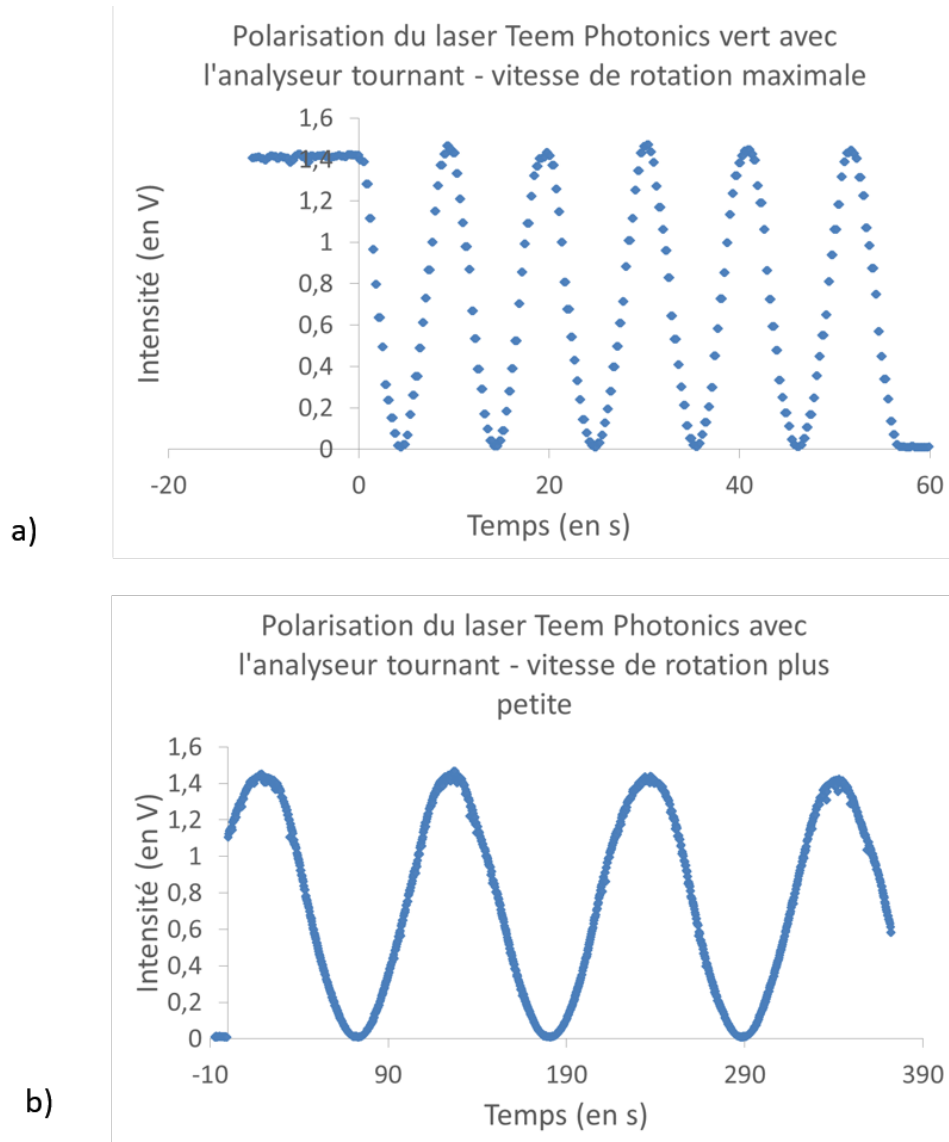 Polarisation du laser Teem Photonics vert avec
l'analyseur tournant - vitesse de rotation maximale
Intensité (en V)
1,6
1,4
1,2
1
0,8
0,6
0,4
0,2
0
-20
0
20
40
60
Temps (en s)
a)
Polarisation du laser Teem Photonics avec
l'analyseur tournant - vitesse de rotation plus
petite
Intensité (en V)
1,6
1,4
1,2
1
0,8
0,6
0,4
0,2
0
-10
90
190
290
390
Temps (en s)
b)